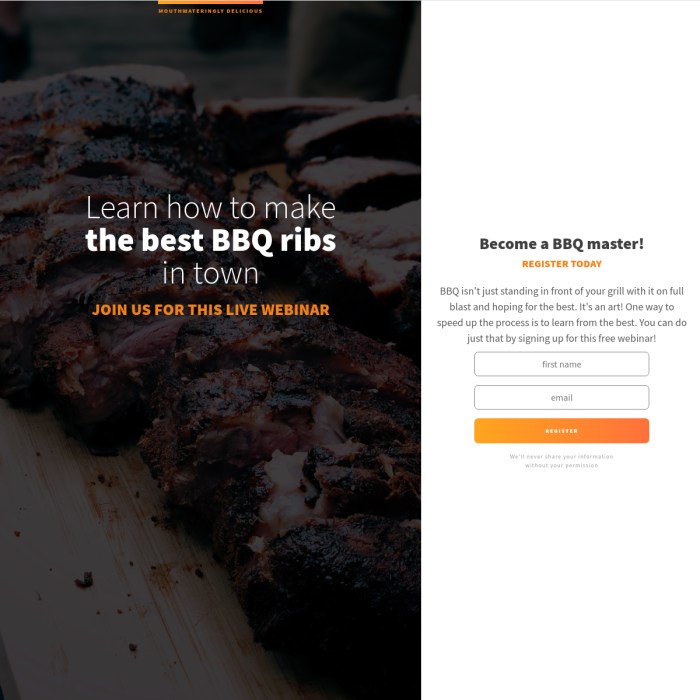 MOUTHWATERINGLY DELICIOUS
Learn how to make
the best BBQ ribs
in town
JOIN US FOR THIS LIVE WEBINAR
Become a BBQ master!
REGISTER TODAY
BBQ isn't just standing in front of your grill with it on full
blast and hoping for the best. It's an art! One way to
speed up the process is to learn from the best. You can do
just that by signing up for this free webinar!
first name
email
REGISTER
We'll never share your information
without your permission